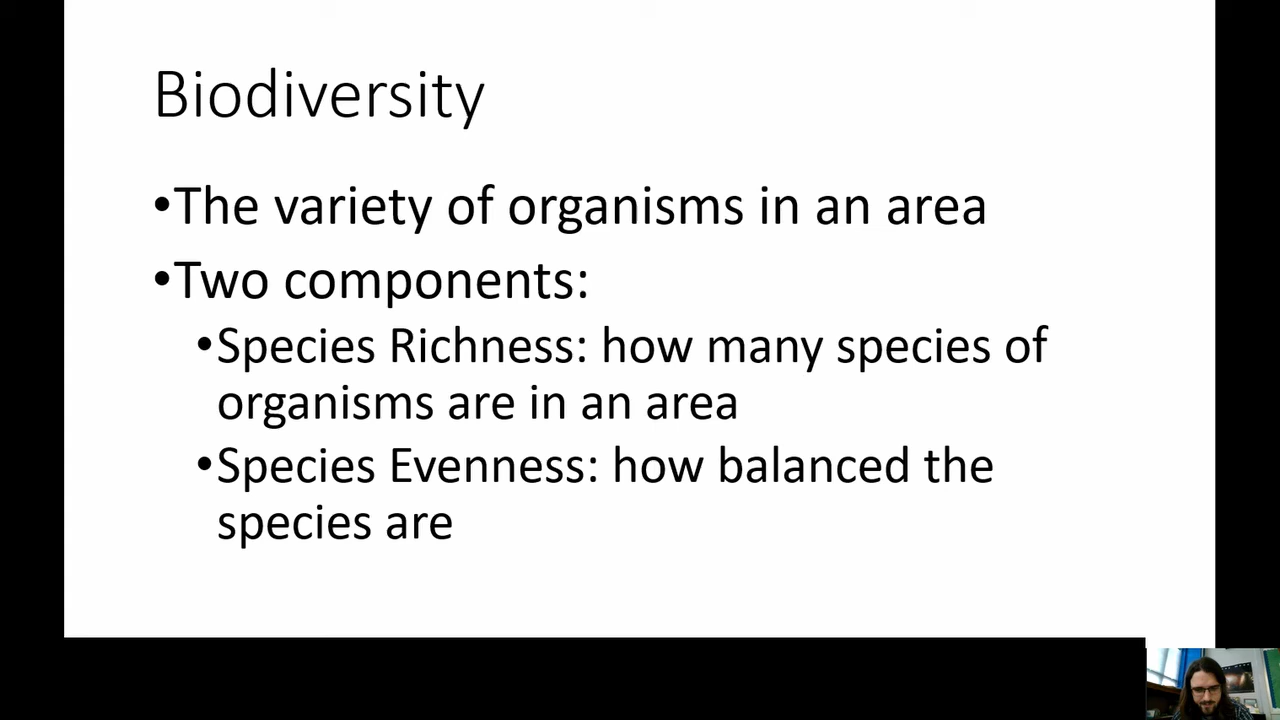 Biodiversity
•The variety of organisms in an area
•Two components:
•Species Richness: how many species of
organisms are in an area
•Species Evenness: how balanced the
species are